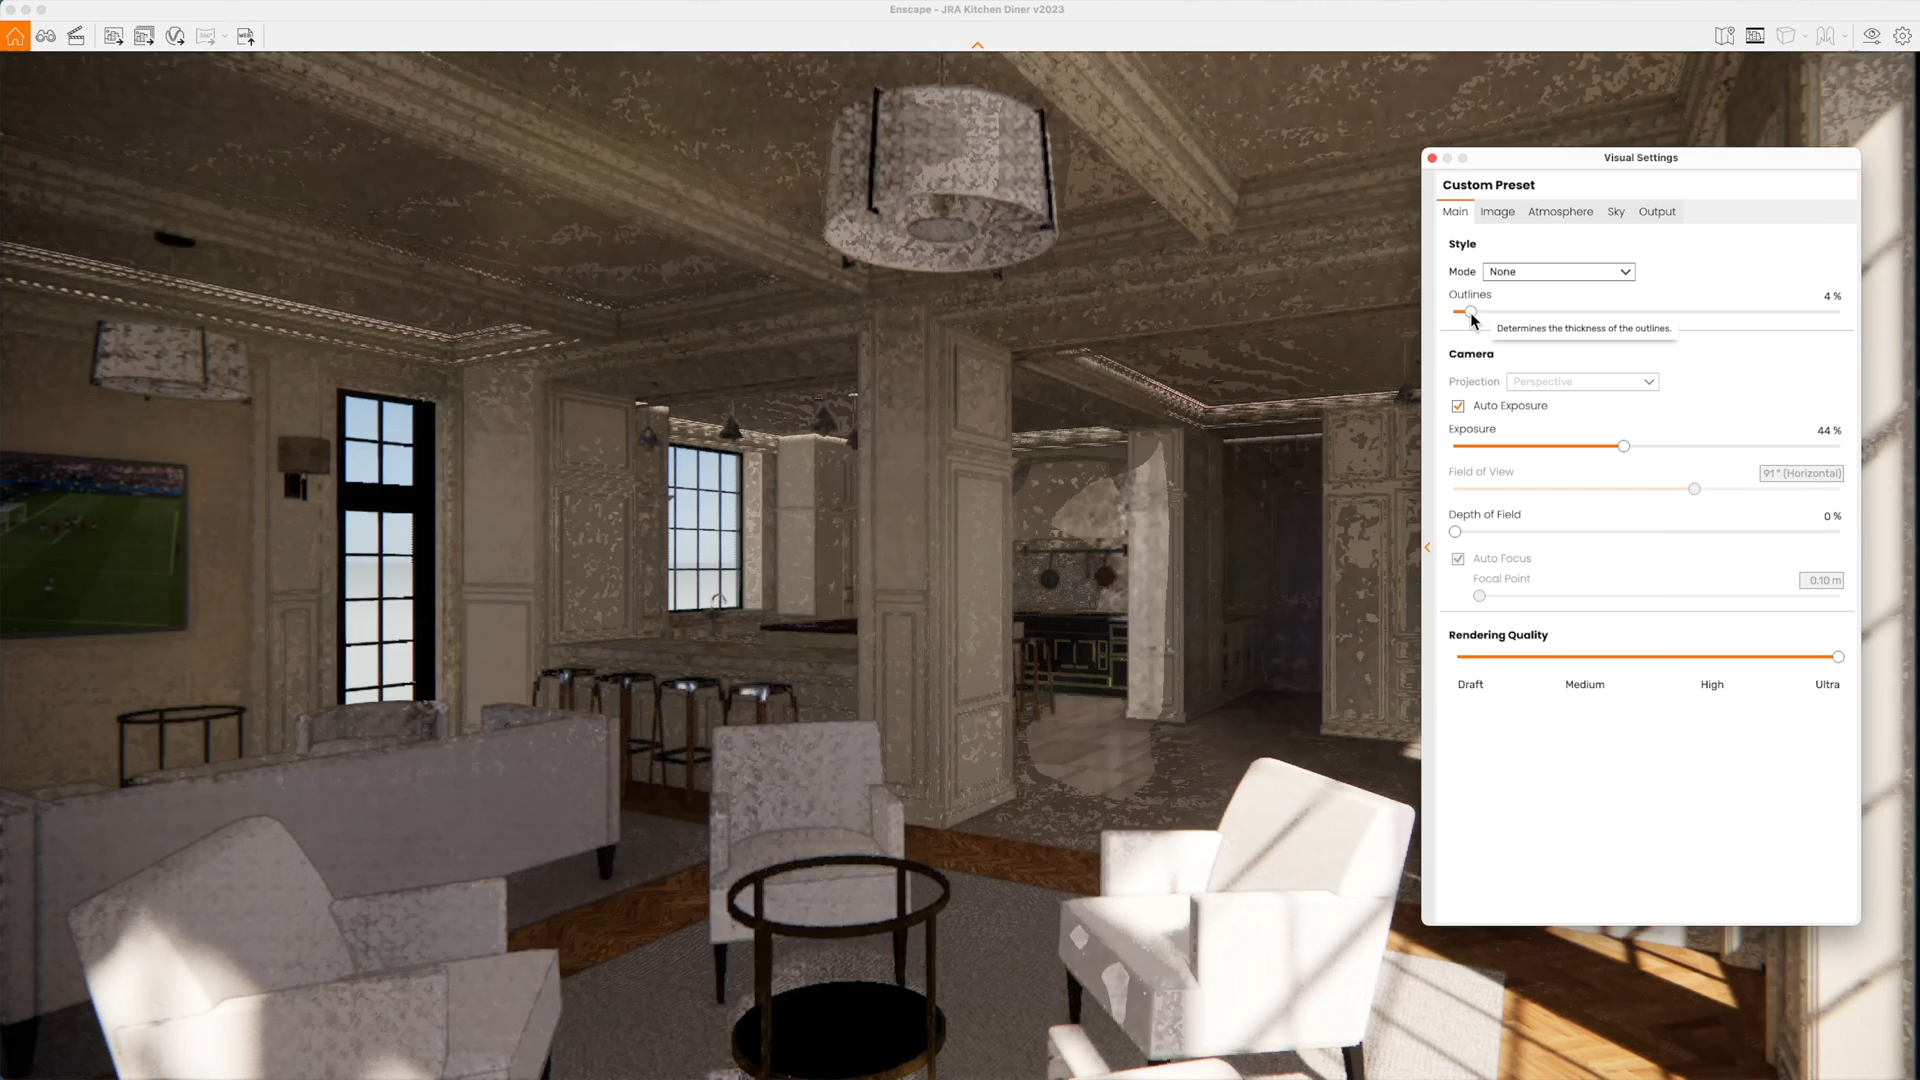 Enscape - JRA Kitchen Diner v2023
360°
WEB
Visual Settings
Custom Preset
Main Image Atmosphere Sky Output
Style
Mode None
Outlines 4 %
Determines the thickness of the outlines.
Camera
Projection Perspective
Auto Exposure
Exposure 44 %
Field of View 91° (Horizontal)
Depth of Field 0 %
Auto Focus
Focal Point 0.10 m
Rendering Quality
Draft Medium High Ultra